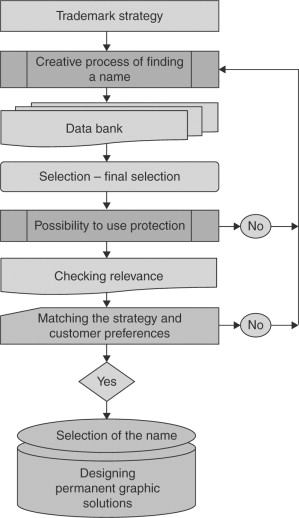 Trademark strategy
Creative process of finding
a name
Data bank
Selection – final selection
Possibility to use protection
No
Checking relevance
Matching the strategy and
customer preferences
No
Yes
Selection of the name
Designing
permanent graphic
solutions